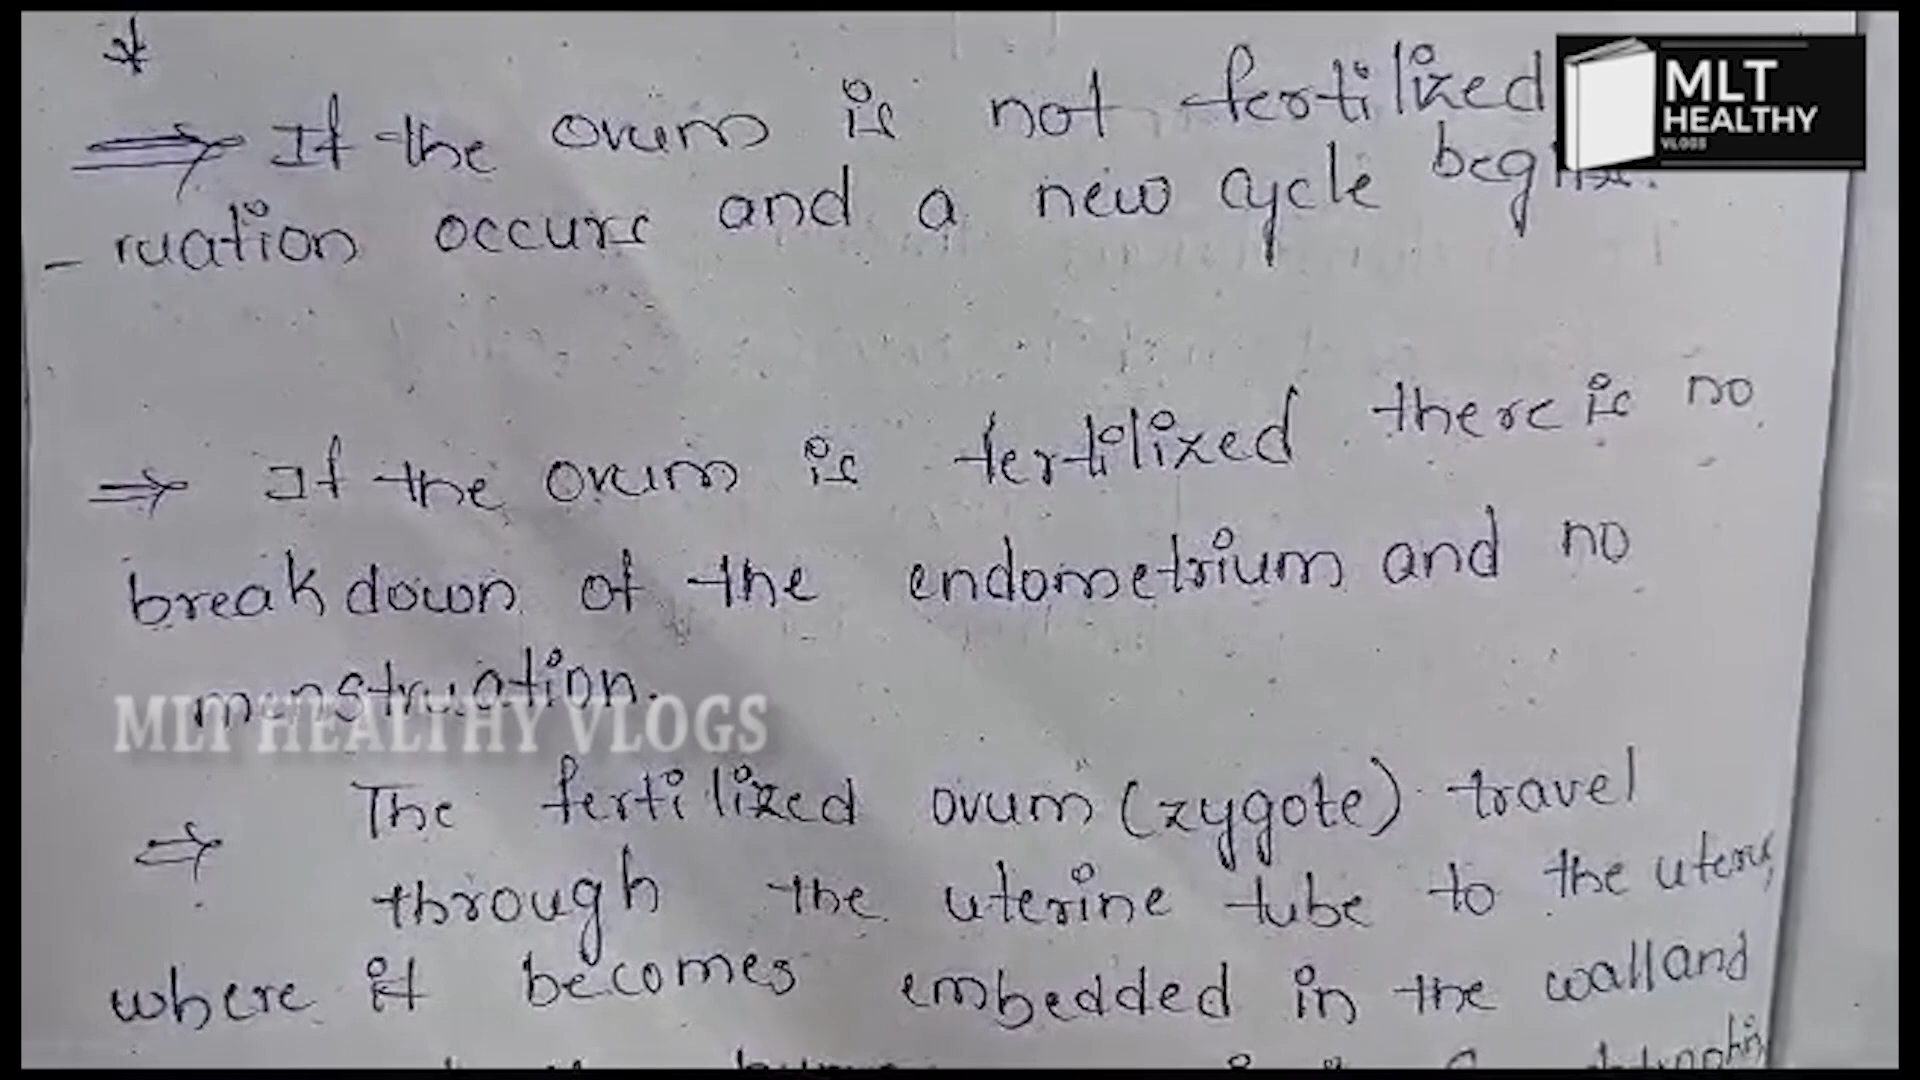 *
⇒ If the ovum is not fertilized
- ruation occurs and a new cycle begins.
⇒ If the ovum is fertilized there is no
breakdown of the endometrium and no
menstruation.
⇒ The fertilized ovum (zygote) travel
through the uterine tube to the uterus,
where it becomes embedded in the wall and
MLT
HEALTHY
VLOGS
MLT HEALTHY VLOGS